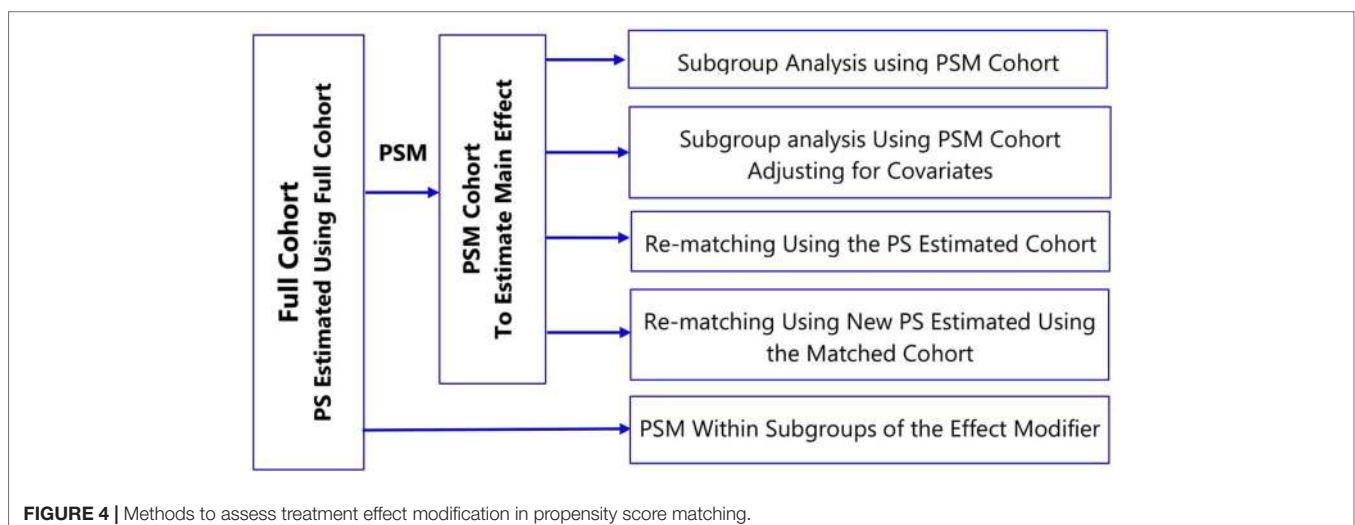 Full Cohort
PS Estimated Using Full Cohort
PSM
PSM Cohort
To Estimate Main Effect
Subgroup Analysis using PSM Cohort
Subgroup analysis Using PSM Cohort
Adjusting for Covariates
Re-matching Using the PS Estimated Cohort
Re-matching Using New PS Estimated Using
the Matched Cohort
PSM Within Subgroups of the Effect Modifier
FIGURE 4 | Methods to assess treatment effect modification in propensity score matching.